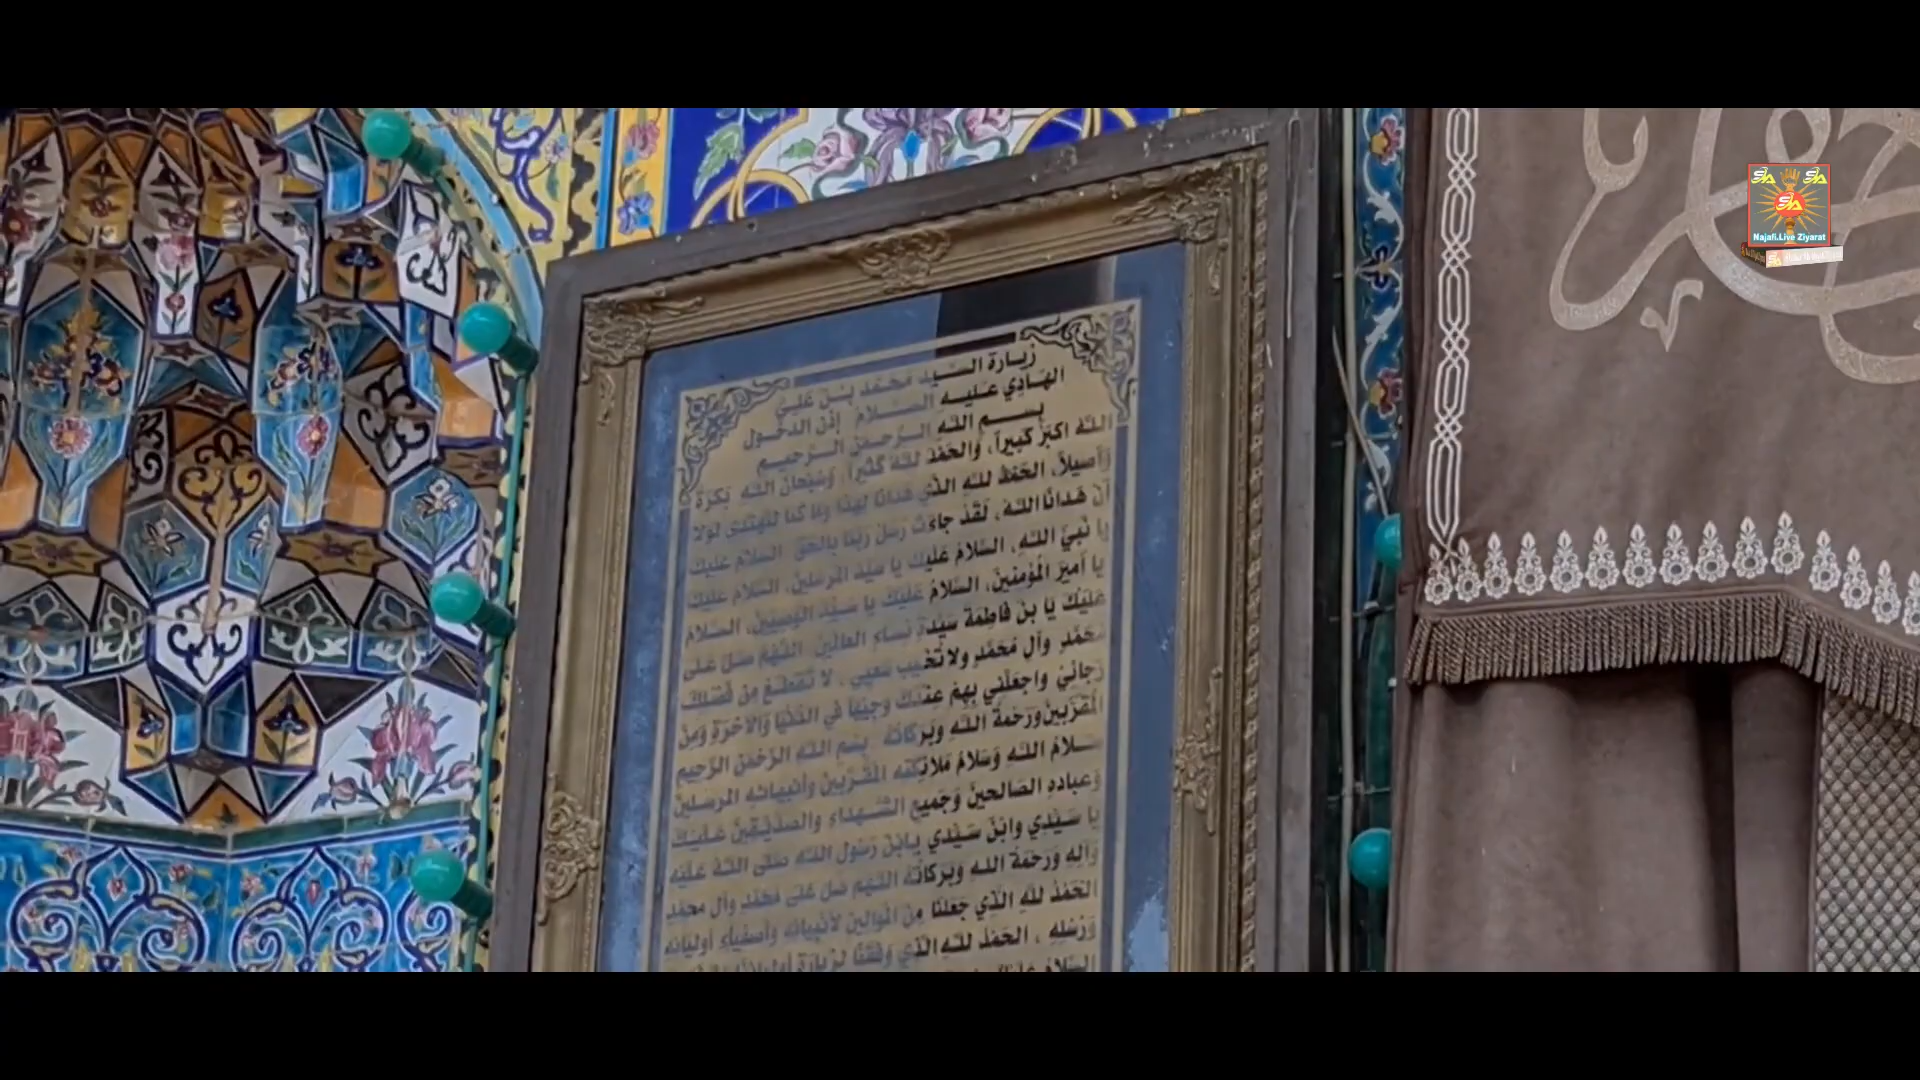 زيارة السيد محمد بن علي
الهادي عليه السلام إذن الدخول
بسم الله الرحمن الرحيم
الله أكبر كبيراً، والحمد لله كثيراً، وسبحان الله بكرة
وأصيلاً، الحمد لله الذي هدانا لهذا وما كنا لنهتدي لولا
أن هدانا الله، لقد جاءت رسل ربنا بالحق السلام عليك
يا نبي الله، السلام عليك يا سيد المرسلين، السلام عليك
يا أمير المؤمنين، السلام عليك يا سيد الوصيين، السلام
عليك يا بن فاطمة سيدة نساء العالمين، اللهم صل على
محمد وآل محمد ولا تخيب سعيي، لا تقطع من فضلك
رجائي واجعلني بهم عندك وجيهاً في الدنيا والآخرة ومن
المقربين ورحمة الله وبركاته بسم الله الرحمن الرحيم
سلام الله وسلام ملائكته المقربين وأنبيائه المرسلين
وعباده الصالحين وجميع الشهداء والصديقين عليك
يا سيدي وابن سيدي يا بن رسول الله صلى الله عليه
وآله ورحمة الله وبركاته اللهم صل على محمد وآل محمد
الحمد لله الذي جعلنا من الموالين لأنبيائه وأصفياء أوليائه
ورسله، الحمد لله الذي وفقنا لزيارة
السلام
Najafi.Live Ziyarat